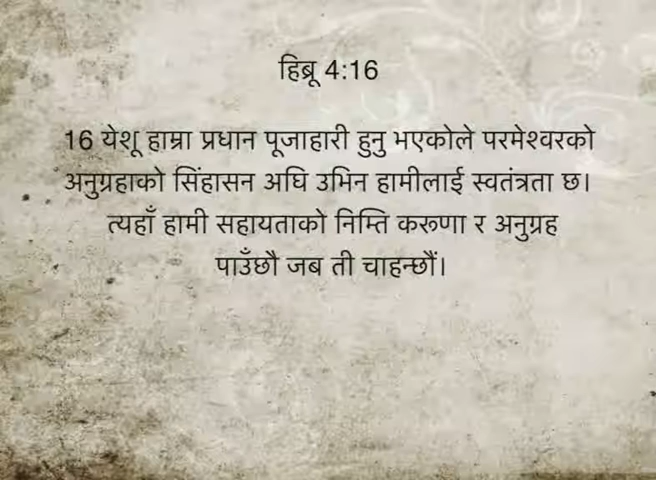 हिब्रू 4:16
16 येशू हाम्रा प्रधान पूजाहारी हुनु भएकोले परमेश्वरको
अनुग्रहाको सिंहासन अघि उभिन हामीलाई स्वतंत्रता छ।
त्यहाँ हामी सहायताको निम्ति करूणा र अनुग्रह
पाउँछौ जब ती चाहन्छौं।